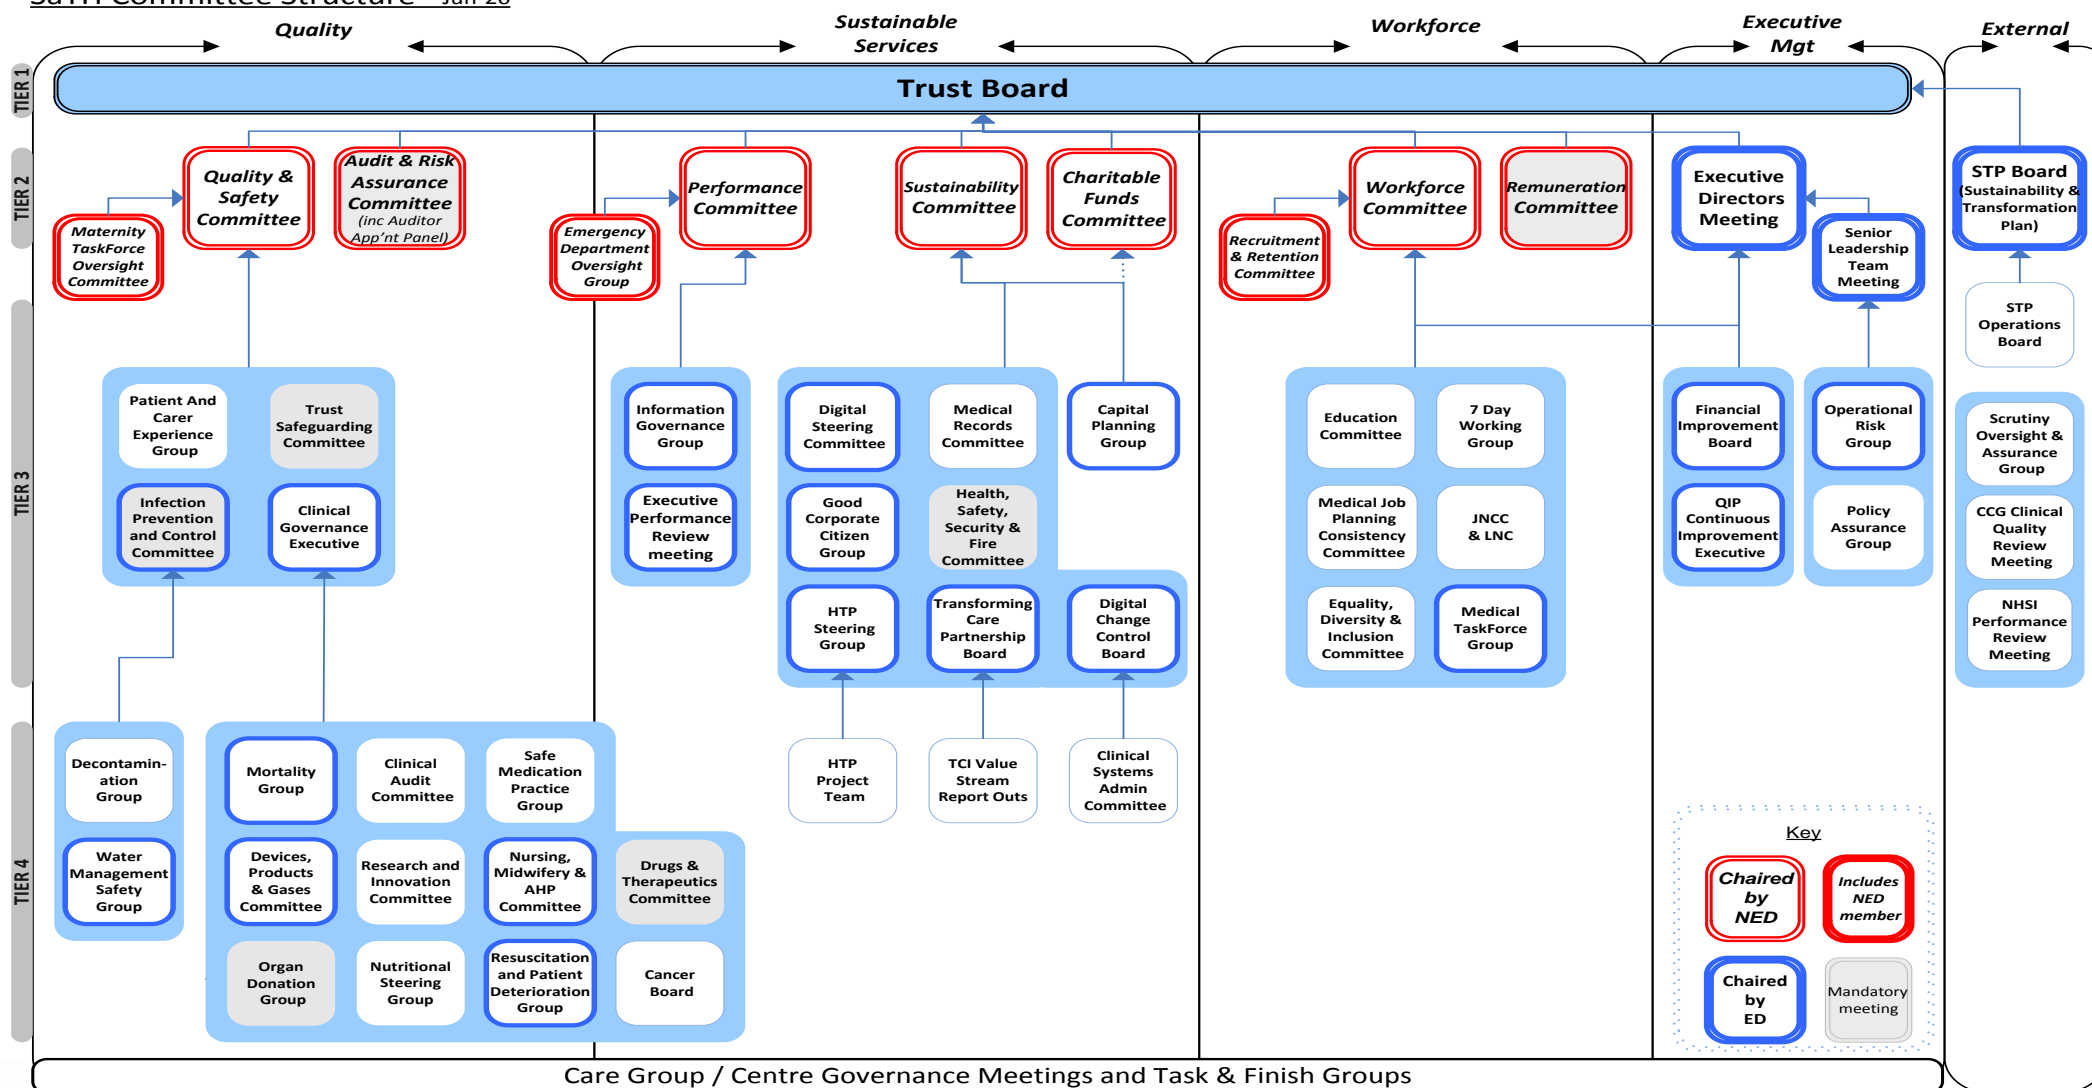 SaTH Committee Structure - Jan-20
Quality
Sustainable
Services
Workforce
Executive
Mgt
External
TIER 1
Trust Board
TIER 2
Quality &
Safety
Committee
Audit & Risk
Assurance
Committee
(inc Auditor
App'nt Panel)
Maternity
TaskForce
Oversight
Committee
Performance
Committee
Emergency
Department
Oversight
Group
Sustainability
Committee
Charitable
Funds
Committee
Workforce
Committee
Recruitment
& Retention
Committee
Remuneration
Committee
Executive
Directors
Meeting
Senior
Leadership
Team
Meeting
STP Board
(Sustainability &
Transformation
Plan)
STP
Operations
Board
TIER 3
Patient And
Carer
Experience
Group
Trust
Safeguarding
Committee
Infection
Prevention
and Control
Committee
Clinical
Governance
Executive
Information
Governance
Group
Executive
Performance
Review
meeting
Digital
Steering
Committee
Medical
Records
Committee
Capital
Planning
Group
Good
Corporate
Citizen
Group
Health,
Safety,
Security &
Fire
Committee
HTP
Steering
Group
Transforming
Care
Partnership
Board
Digital
Change
Control
Board
Education
Committee
7 Day
Working
Group
Medical Job
Planning
Consistency
Committee
JNCC
& LNC
Equality,
Diversity &
Inclusion
Committee
Medical
TaskForce
Group
Financial
Improvement
Board
QIP
Continuous
Improvement
Executive
Operational
Risk
Group
Policy
Assurance
Group
Scrutiny
Oversight &
Assurance
Group
CCG Clinical
Quality
Review
Meeting
NHSI
Performance
Review
Meeting
TIER 4
Decontamin-
ation
Group
Water
Management
Safety
Group
Mortality
Group
Clinical
Audit
Committee
Safe
Medication
Practice
Group
Devices,
Products
& Gases
Committee
Research and
Innovation
Committee
Nursing,
Midwifery &
AHP
Committee
Drugs &
Therapeutics
Committee
Organ
Donation
Group
Nutritional
Steering
Group
Resuscitation
and Patient
Deterioration
Group
Cancer
Board
HTP
Project
Team
TCI Value
Stream
Report Outs
Clinical
Systems
Admin
Committee
Key
Chaired
by
NED
Includes
NED
member
Chaired
by
ED
Mandatory
meeting
Care Group / Centre Governance Meetings and Task & Finish Groups